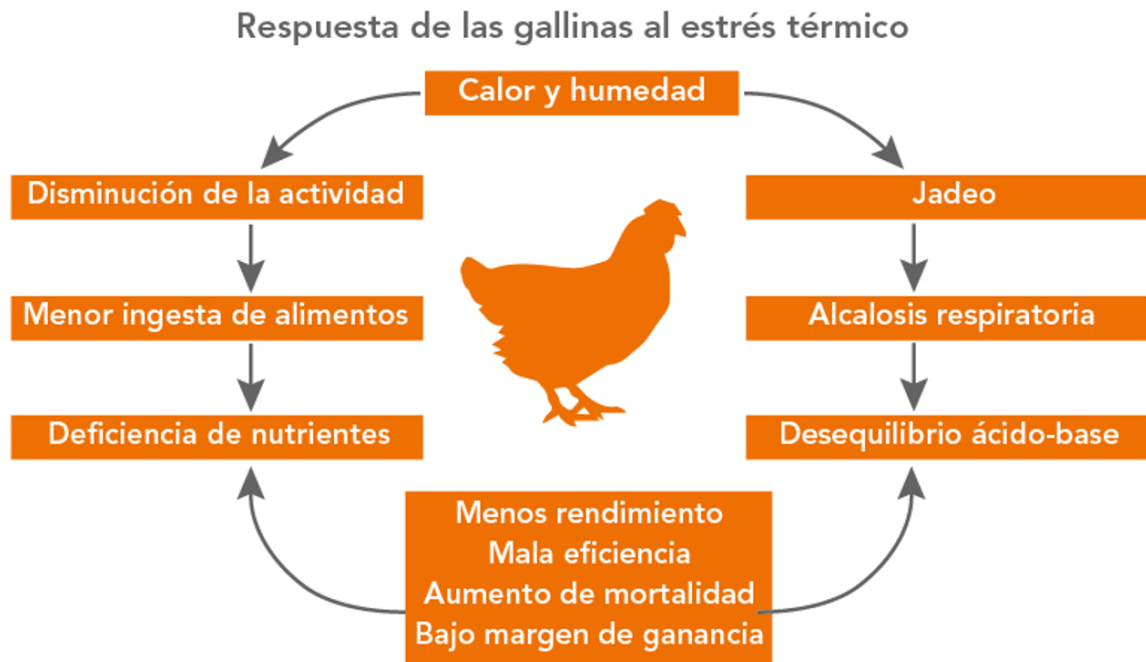 Respuesta de las gallinas al estrés térmico
Calor y humedad
Disminución de la actividad
Menor ingesta de alimentos
Deficiencia de nutrientes
Jadeo
Alcalosis respiratoria
Desequilibrio ácido-base
Menos rendimiento
Mala eficiencia
Aumento de mortalidad
Bajo margen de ganancia